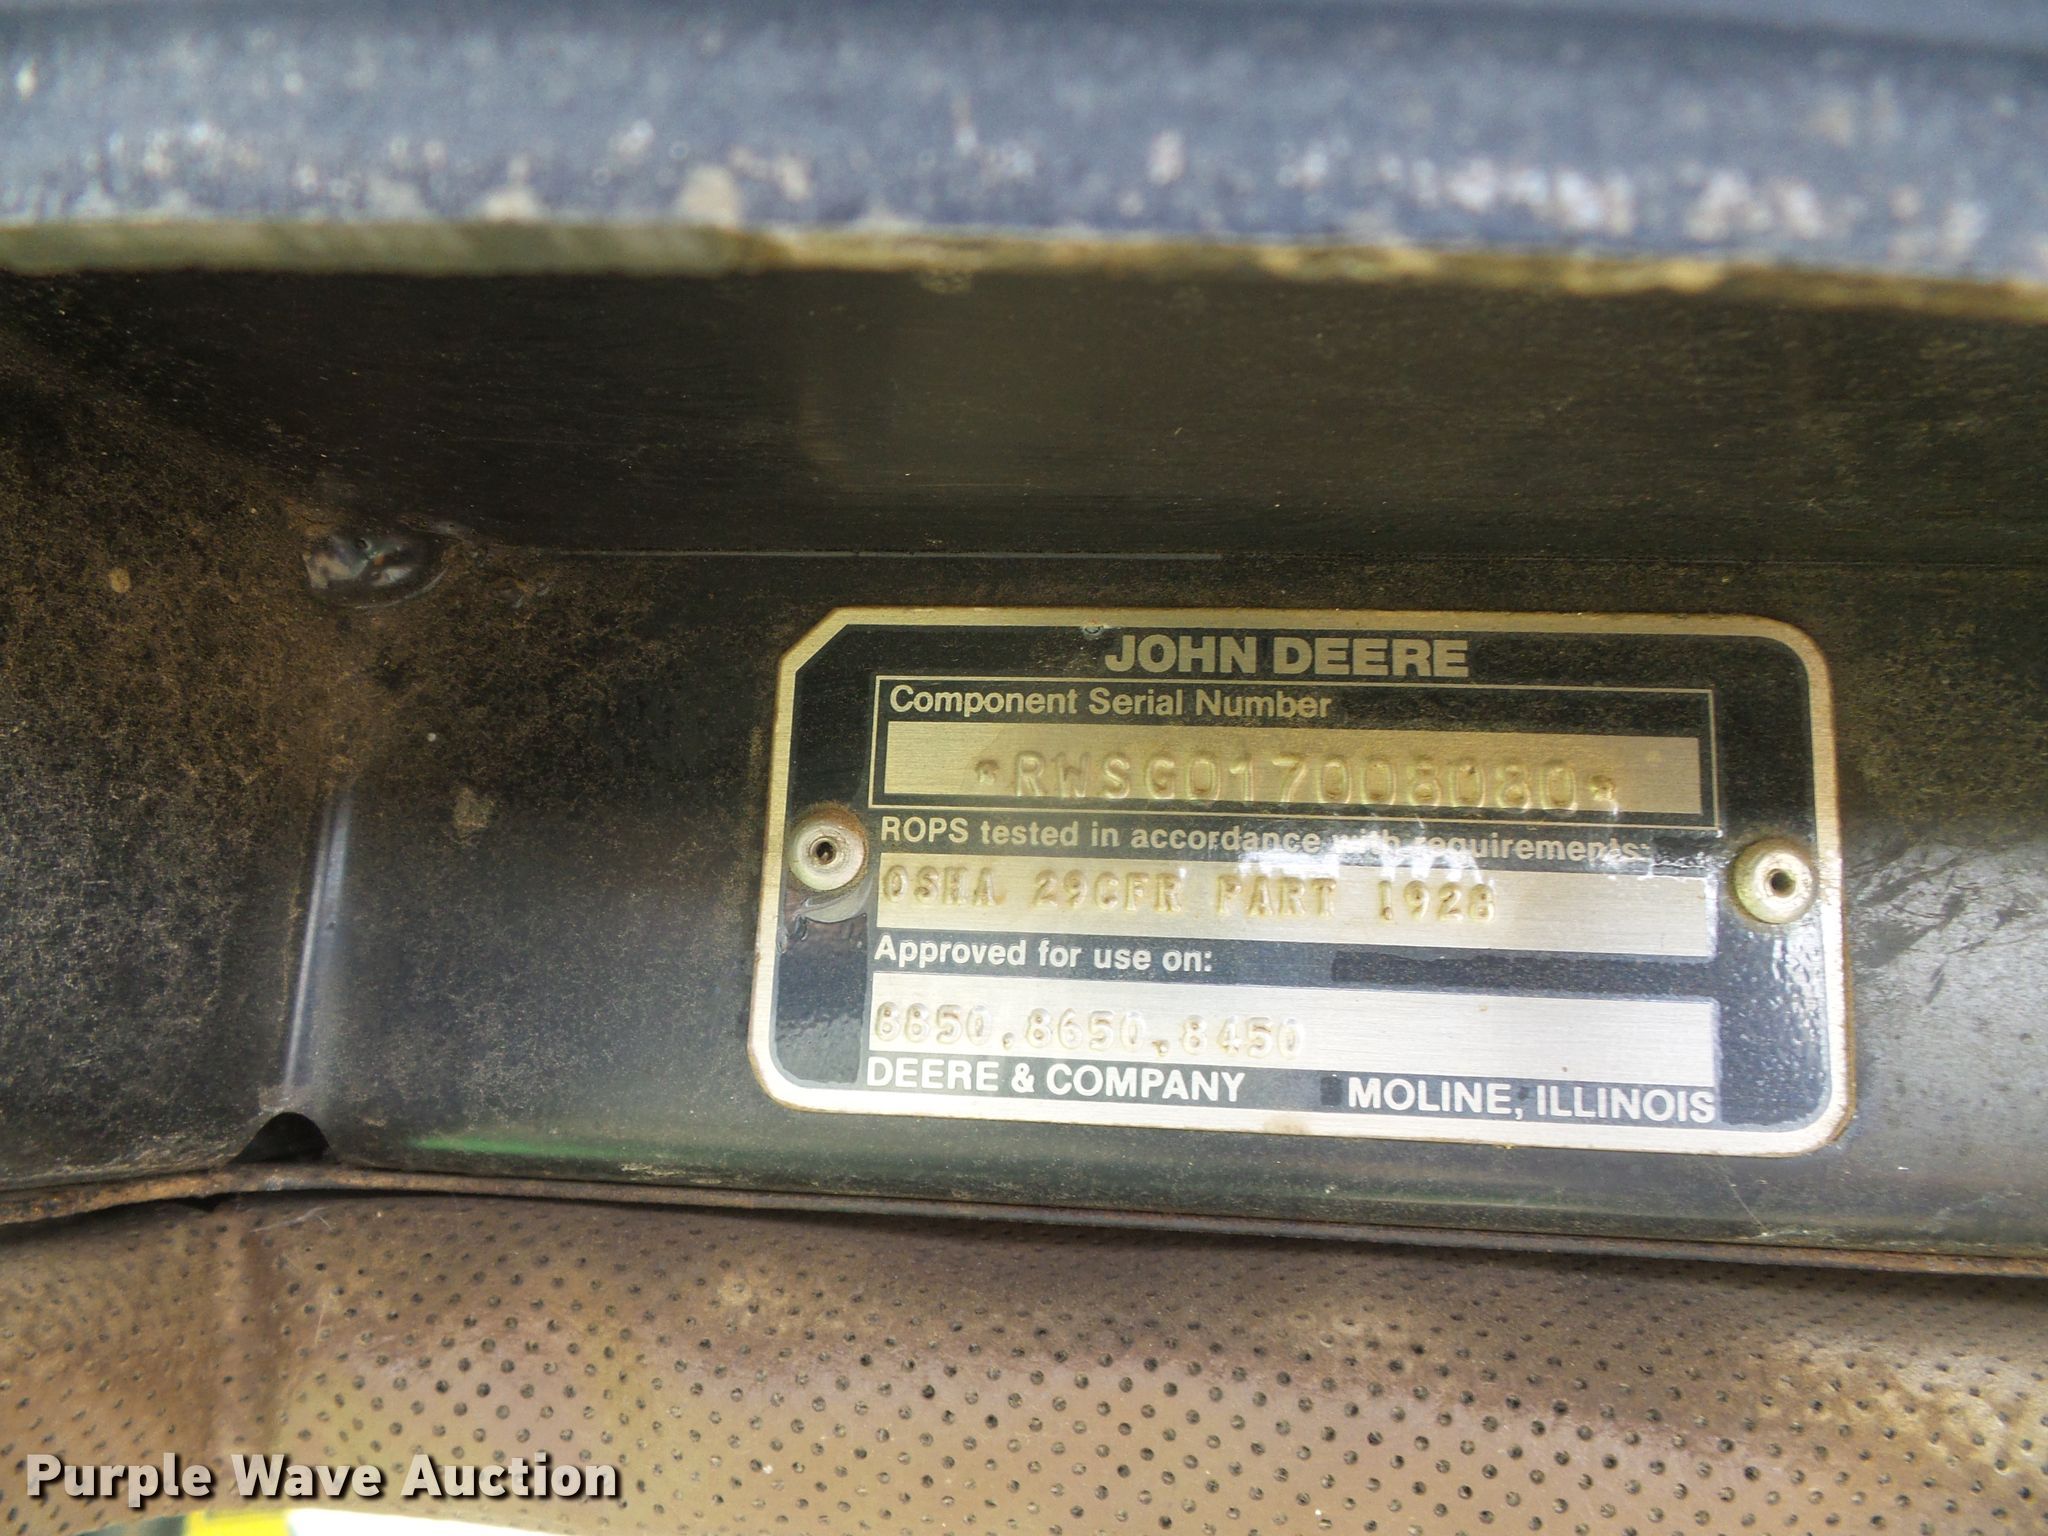 JOHN DEERE
Component Serial Number
*RWSG017008080*
ROPS tested in accordance with requirements:
OSHA 29CFR PART 1928
Approved for use on:
8850,8650,8450
DEERE & COMPANY MOLINE, ILLINOIS
Purple Wave Auction